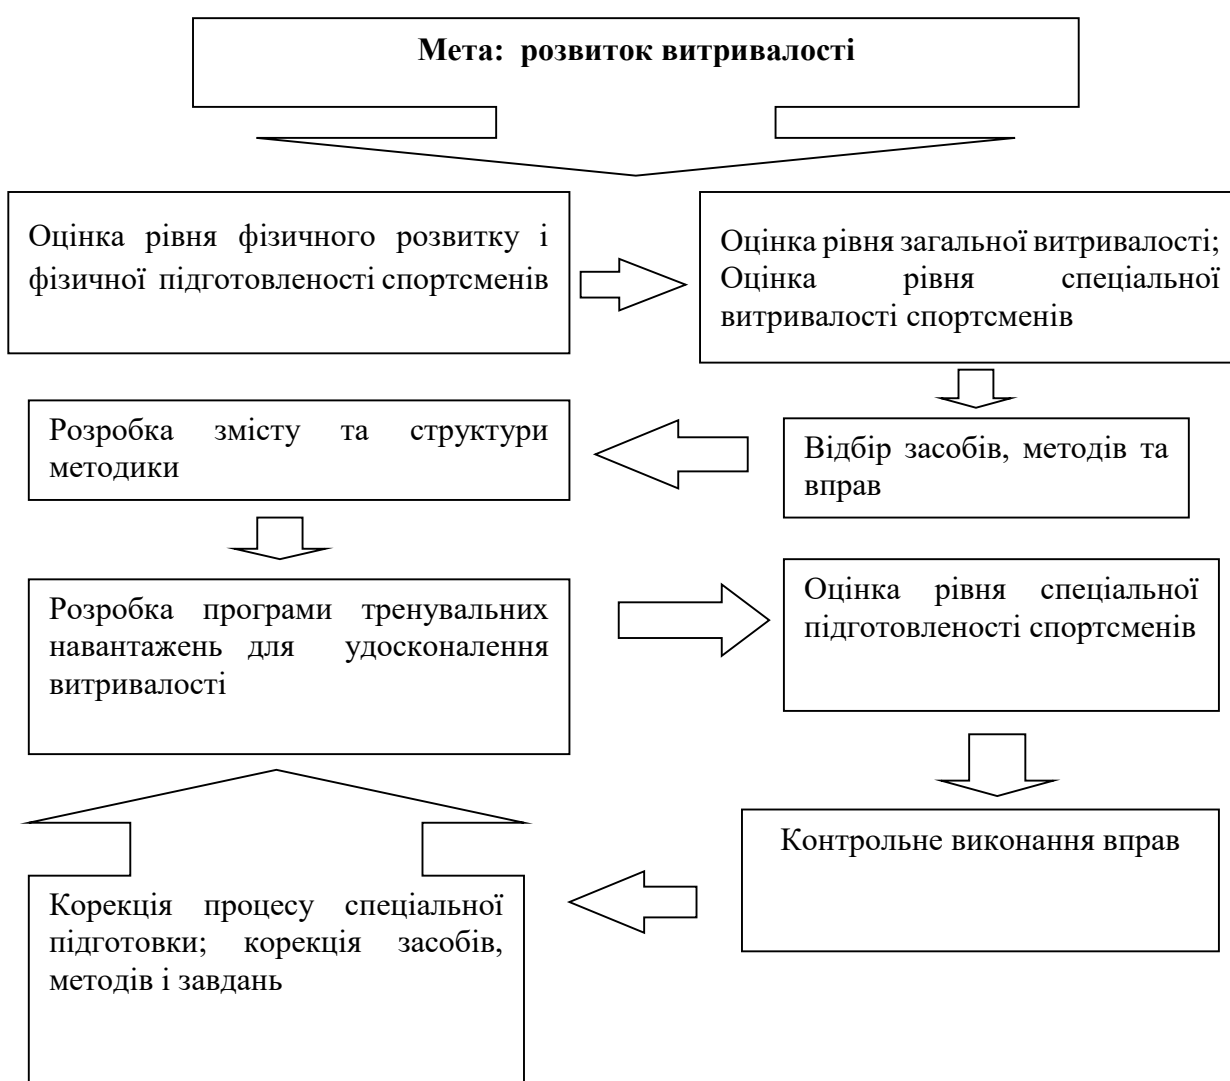 Мета: розвиток витривалості
Оцінка рівня фізичного розвитку і
фізичної підготовленості спортсменів
Оцінка рівня загальної витривалості;
Оцінка рівня спеціальної
витривалості спортсменів
Розробка змісту та структури
методики
Відбір засобів, методів та
вправ
Розробка програми тренувальних
навантажень для удосконалення
витривалості
Оцінка рівня спеціальної
підготовленості спортсменів
Контрольне виконання вправ
Корекція процесу спеціальної
підготовки; корекція засобів,
методів і завдань